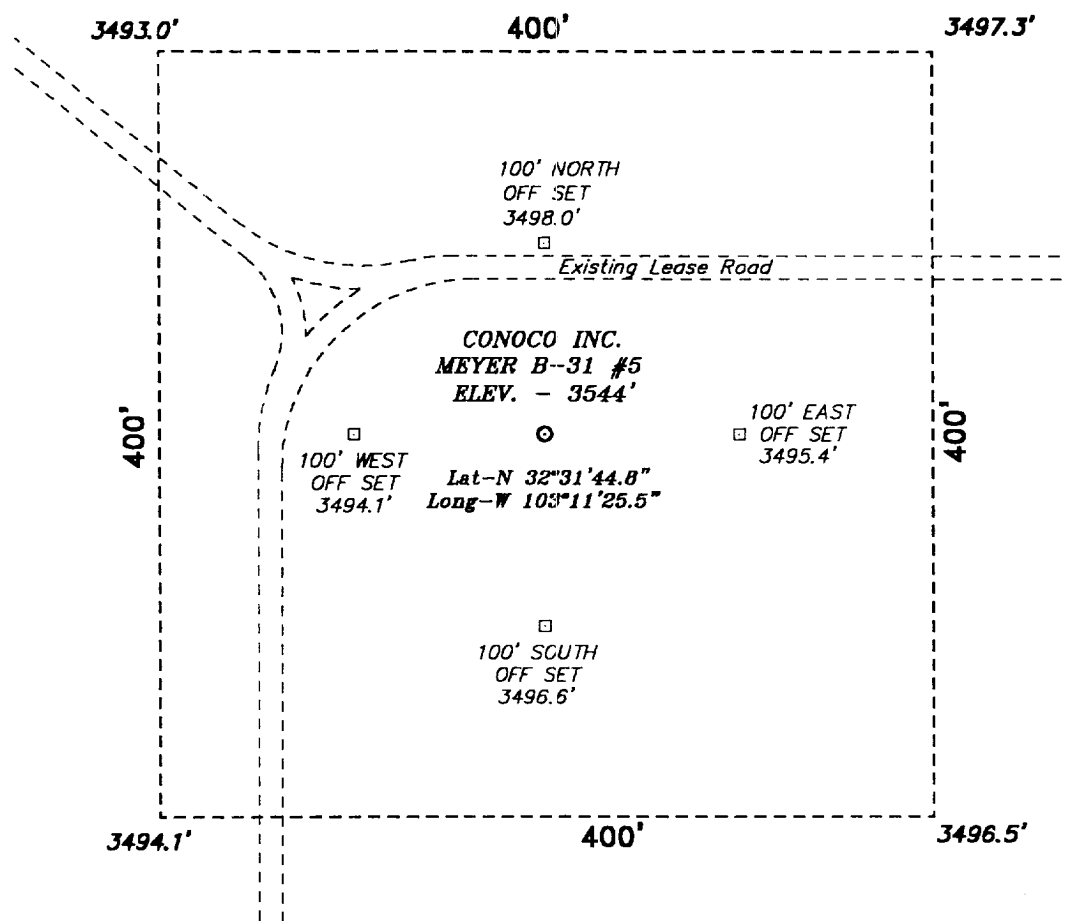 3493.0'
400'
3497.3'
100' NORTH
OFF SET
3498.0'
Existing Lease Road
CONOCO INC.
MEYER B-31 #5
ELEV. - 3544'
400'
100' WEST
OFF SET
3494.1'
100' EAST
OFF SET
3495.4'
400'
Lat-N 32°31'44.8"
Long-W 103°11'25.5"
100' SOUTH
OFF SET
3496.6'
3494.1'
400'
3496.5'